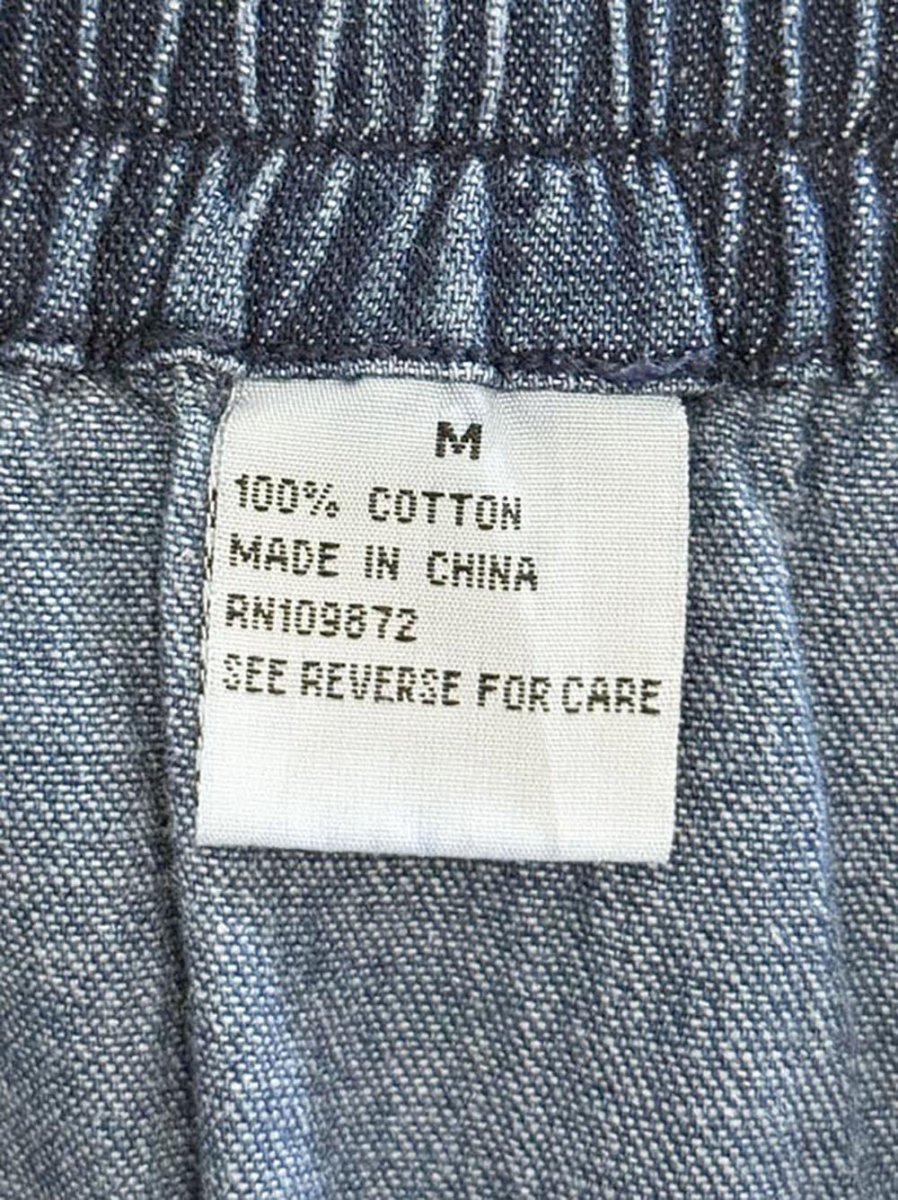 M
100% COTTON
MADE IN CHINA
RN109872
SEE REVERSE FOR CARE